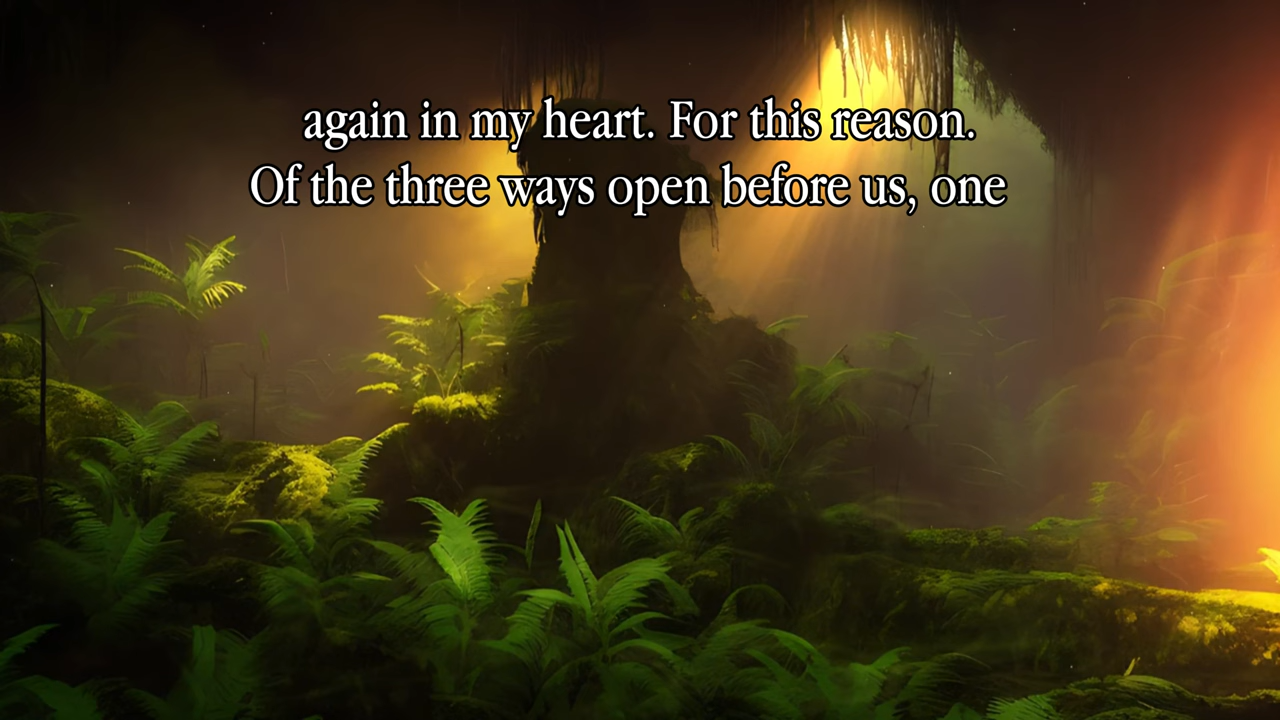 again in my heart. For this reason.
Of the three ways open before us, one